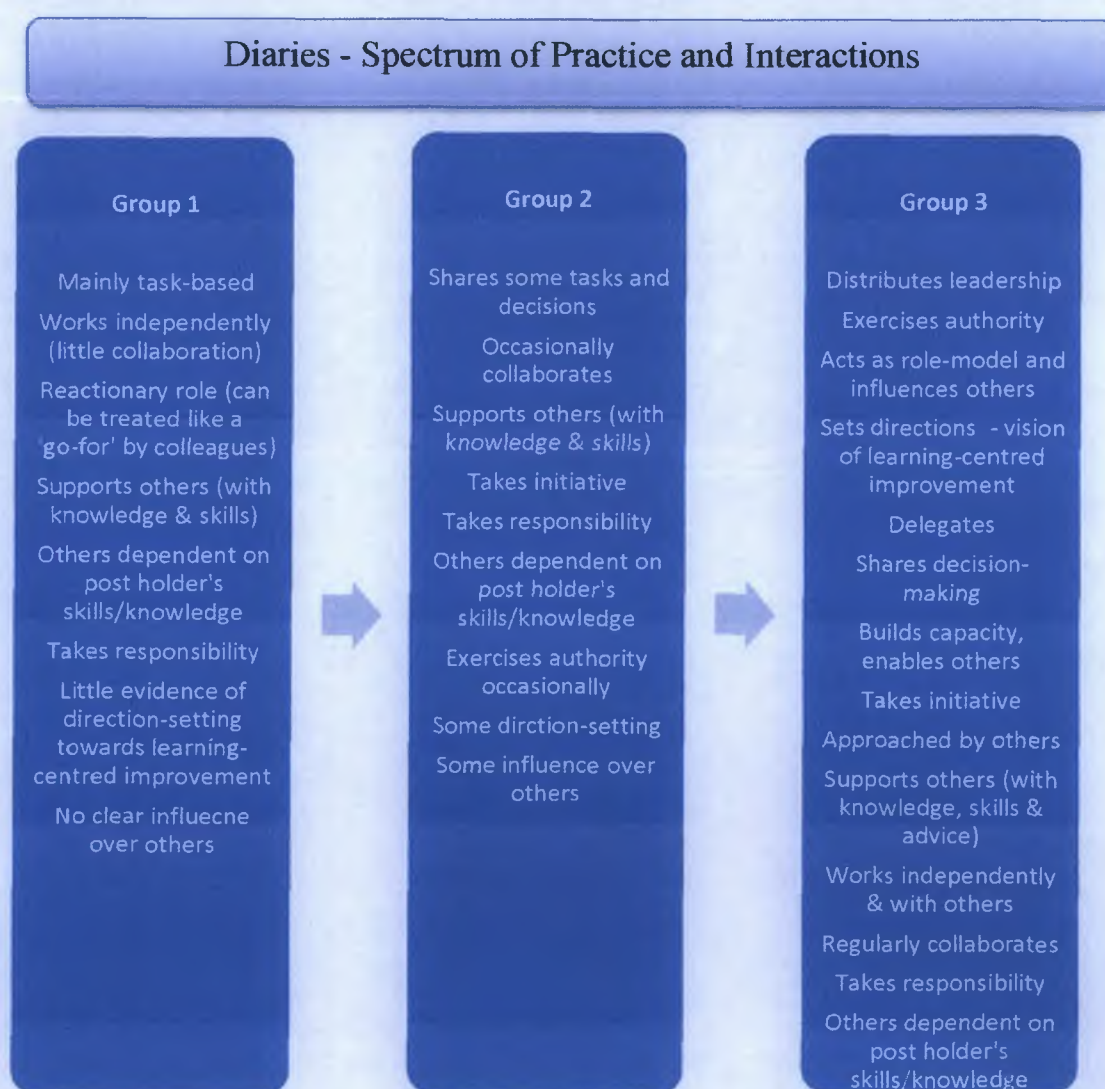 Diaries - Spectrum of Practice and Interactions
Group 1
Mainly task-based
Works independently
(little collaboration)
Reactionary role (can
be treated like a
'go-for' by colleagues)
Supports others (with
knowledge & skills)
Others dependent on
post holder's
skills/knowledge
Takes responsibility
Little evidence of
direction-setting
towards learning-
centred improvement
No clear influecne
over others
Group 2
Shares some tasks and
decisions
Occasionally
collaborates
Supports others (with
knowledge & skills)
Takes initiative
Takes responsibility
Others dependent on
post holder's
skills/knowledge
Exercises authority
occasionally
Some dirction-setting
Some influence over
others
Group 3
Distributes leadership
Exercises authority
Acts as role-model and
influences others
Sets directions - vision
of learning-centred
improvement
Delegates
Shares decision-
making
Builds capacity,
enables others
Takes initiative
Approached by others
Supports others (with
knowledge, skills &
advice)
Works independently
& with others
Regularly collaborates
Takes responsibility
Others dependent on
post holder's
skills/knowledge